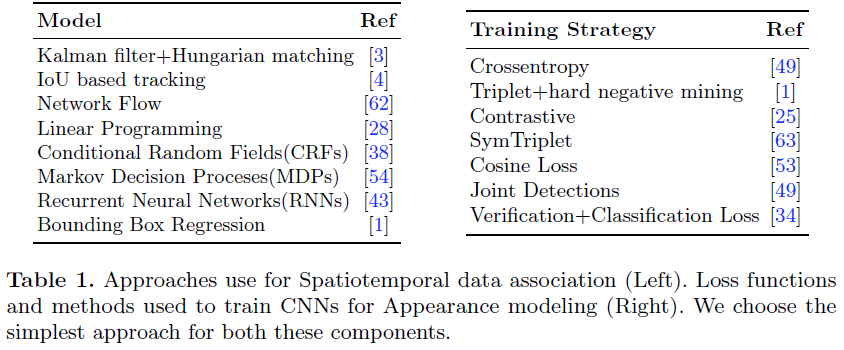 Model Ref
Kalman filter+Hungarian matching [3]
IoU based tracking [4]
Network Flow [62]
Linear Programming [28]
Conditional Random Fields(CRFs) [38]
Markov Decision Proceses(MDPs) [54]
Recurrent Neural Networks(RNNs) [43]
Bounding Box Regression [1]
Training Strategy Ref
Crossentropy [49]
Triplet+hard negative mining [1]
Contrastive [25]
SymTriplet [63]
Cosine Loss [53]
Joint Detections [49]
Verification+Classification Loss [34]
Table 1. Approaches use for Spatiotemporal data association (Left). Loss functions
and methods used to train CNNs for Appearance modeling (Right). We choose the
simplest approach for both these components.